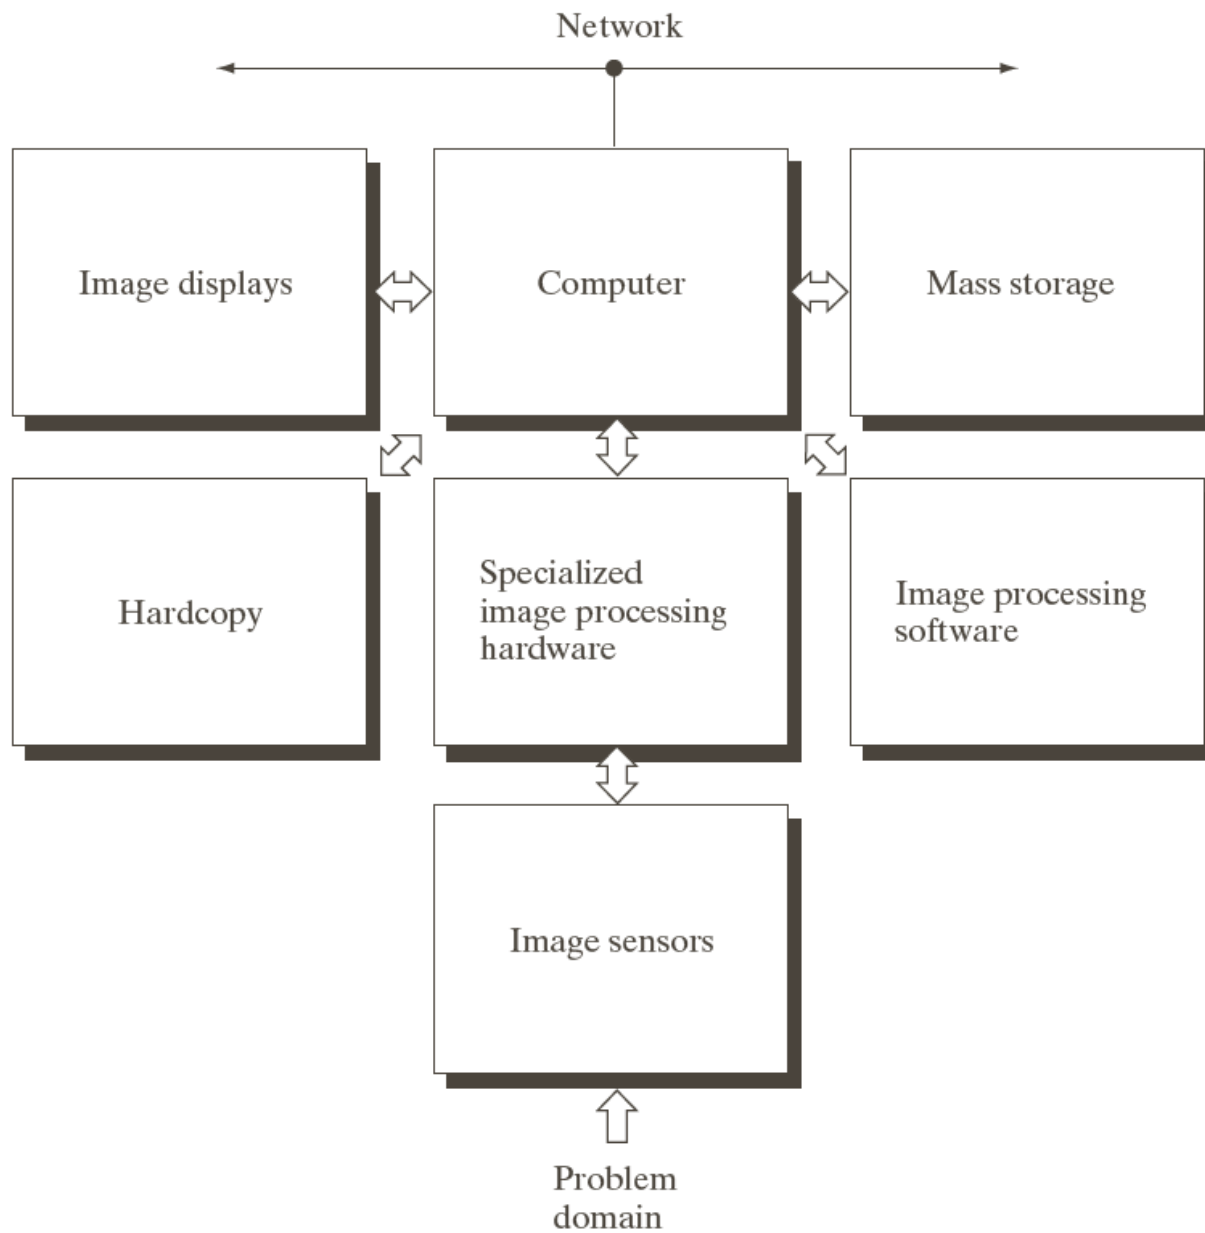 Network
Image displays
Computer
Mass storage
Hardcopy
Specialized
image processing
hardware
Image processing
software
Image sensors
Problem
domain